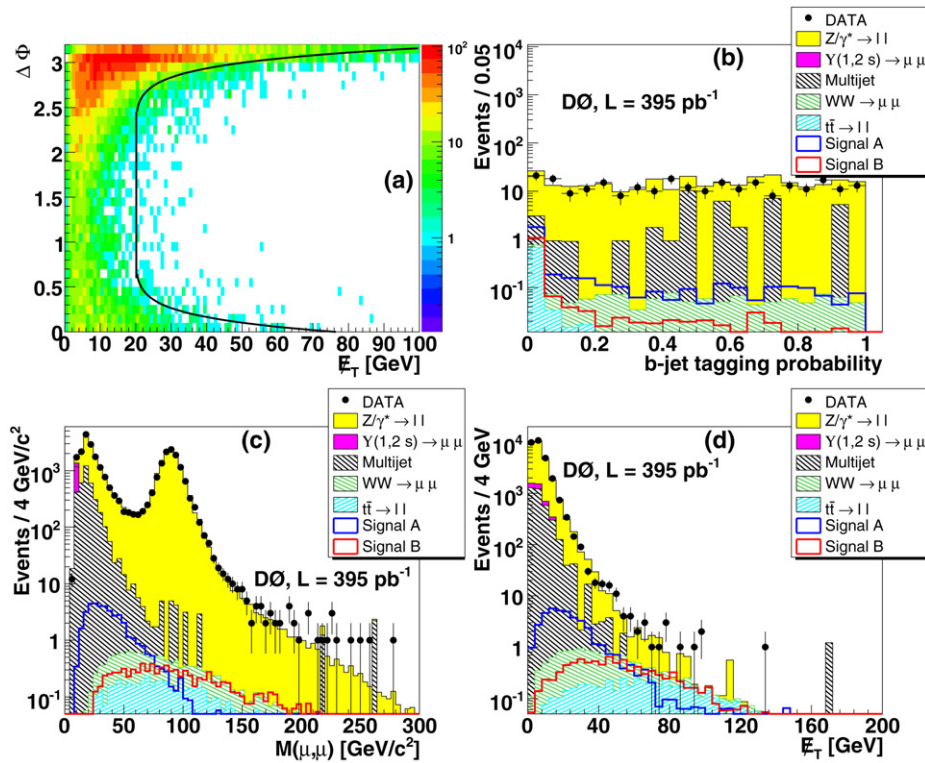 Δ Φ
3
2.5
2
1.5
1
0.5
0
(a)
10²
10
1
0 10 20 30 40 50 60 70 80 90 100
E̸_T [GeV]
Events / 0.05
10⁴
10³
10²
10
1
10⁻¹
(b)
DØ, L = 395 pb⁻¹
DATA
Z/γ* → l l
Υ(1,2 s) → μ μ
Multijet
WW → μ μ
tt̄ → l l
Signal A
Signal B
0 0.2 0.4 0.6 0.8 1
b-jet tagging probability
Events / 4 GeV/c²
10³
10²
10
1
10⁻¹
(c)
DØ, L = 395 pb⁻¹
DATA
Z/γ* → l l
Υ(1,2 s) → μ μ
Multijet
WW → μ μ
tt̄ → l l
Signal A
Signal B
0 50 100 150 200 250 300
M(μ,μ) [GeV/c²]
Events / 4 GeV
10⁴
10³
10²
10
1
10⁻¹
(d)
DØ, L = 395 pb⁻¹
DATA
Z/γ* → l l
Υ(1,2 s) → μ μ
Multijet
WW → μ μ
tt̄ → l l
Signal A
Signal B
0 40 80 120 160 200
E̸_T [GeV]